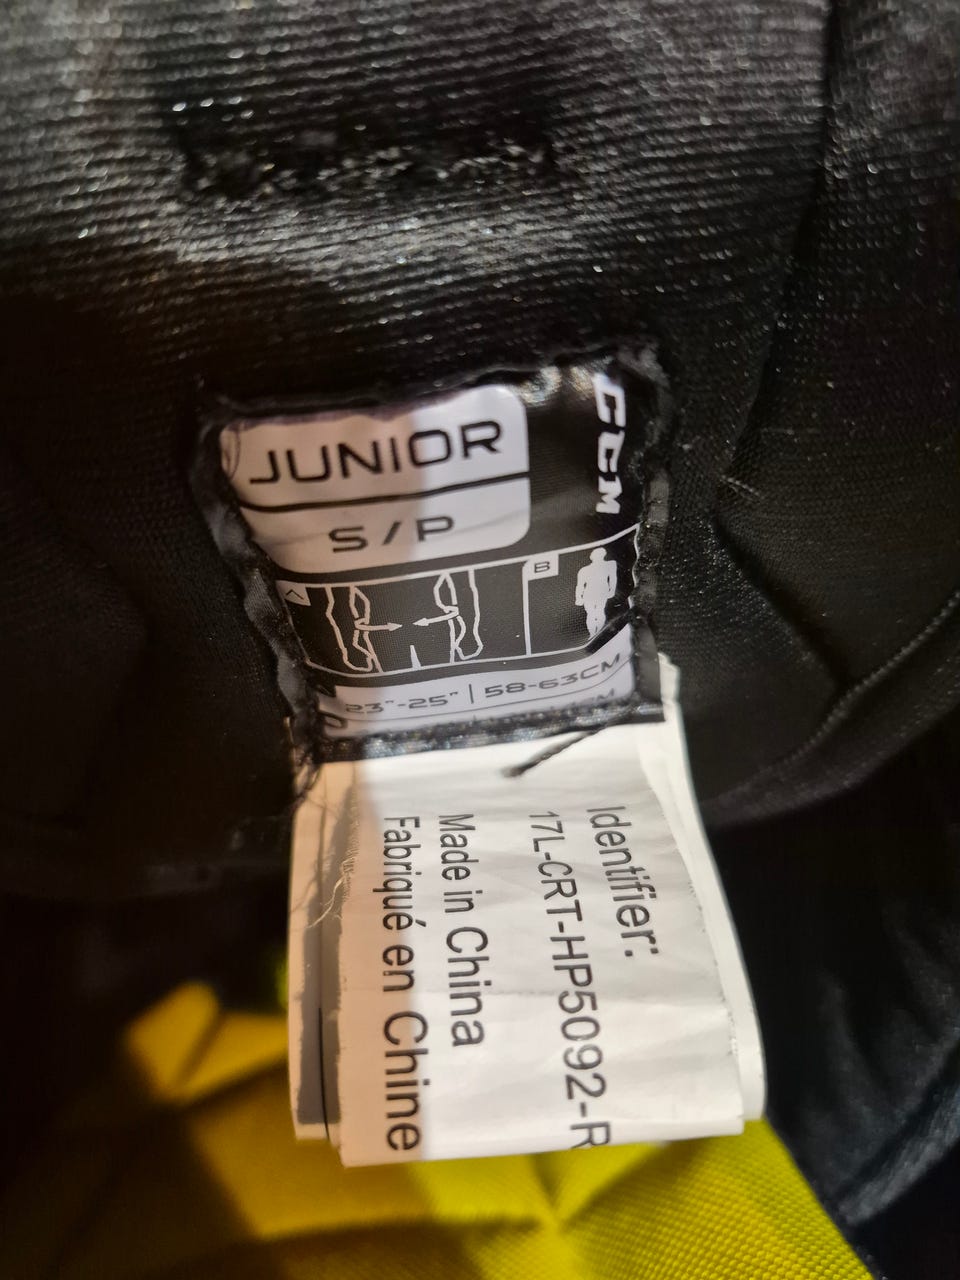 CCM
JUNIOR
S/P
A
B
23"-25" | 58-63CM
Identifier:
17L-CRT-HP5092-R
Made in China
Fabriqué en Chine